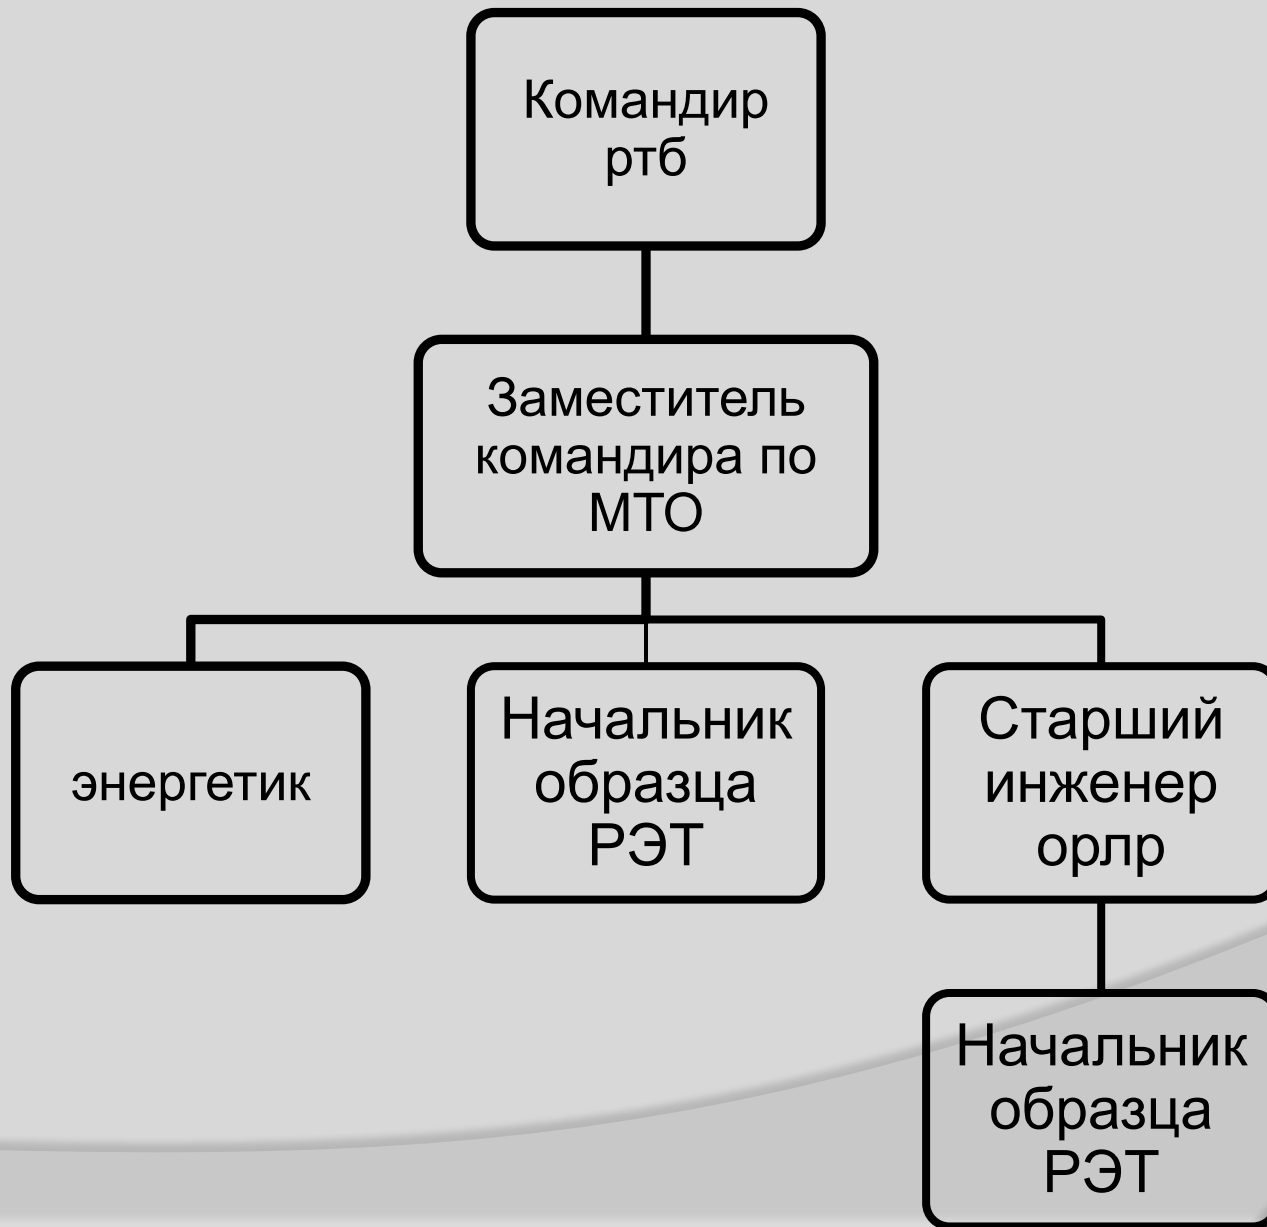 Командир
ртб
Заместитель
командира по
МТО
энергетик
Начальник
образца
РЭТ
Старший
инженер
орлр
Начальник
образца
РЭТ